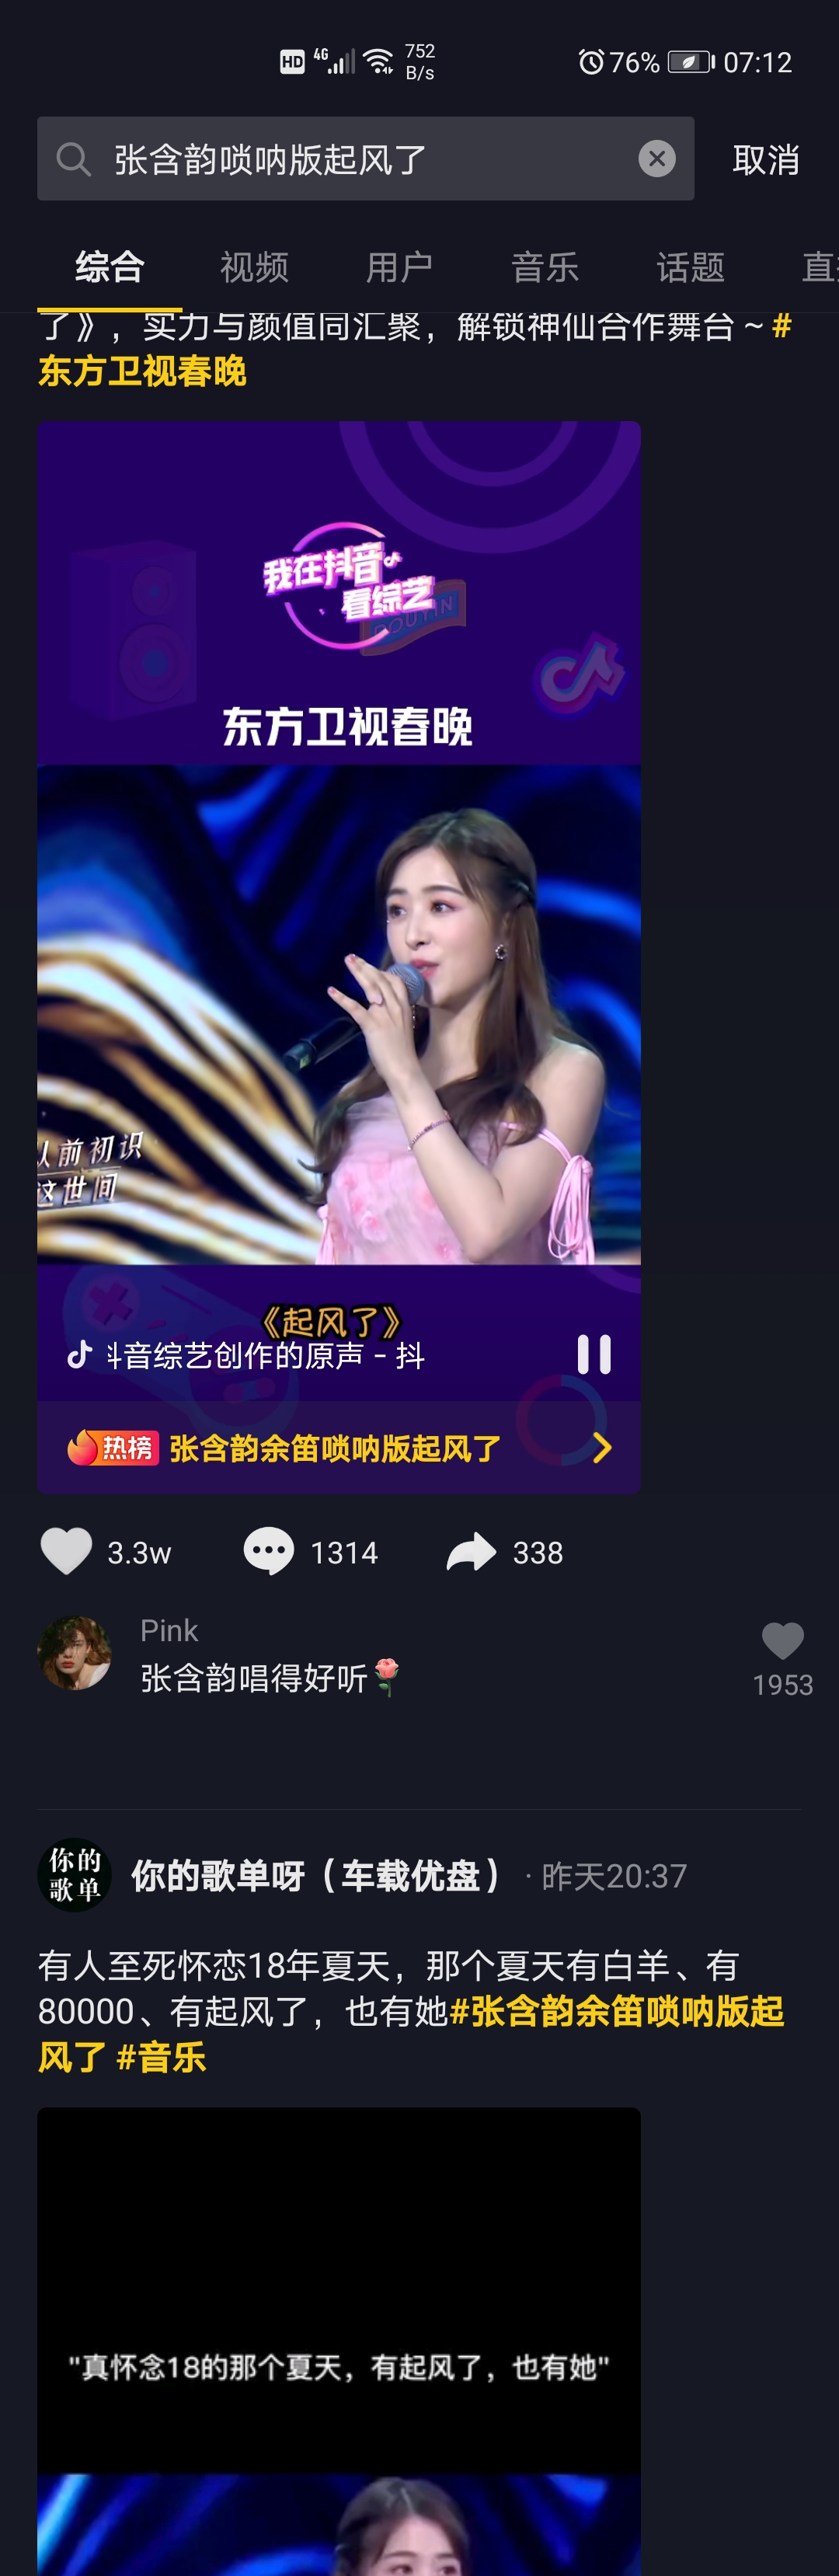 HD 4G 752 B/s 76% 07:12
张含韵唢呐版起风了 取消
综合 视频 用户 音乐 话题 直
了》，实力与颜值同汇聚，解锁神仙合作舞台～#
东方卫视春晚
我在抖音
看综艺
DOUYIN
东方卫视春晚
从前初识
这世间
《起风了》
抖音综艺创作的原声 - 抖
热榜 张含韵余笛唢呐版起风了
3.3w 1314 338
Pink
张含韵唱得好听
1953
你的
歌单
你的歌单呀（车载优盘） · 昨天20:37
有人至死怀恋18年夏天，那个夏天有白羊、有
80000、有起风了，也有她#张含韵余笛唢呐版起
风了 #音乐
"真怀念18的那个夏天，有起风了，也有她"